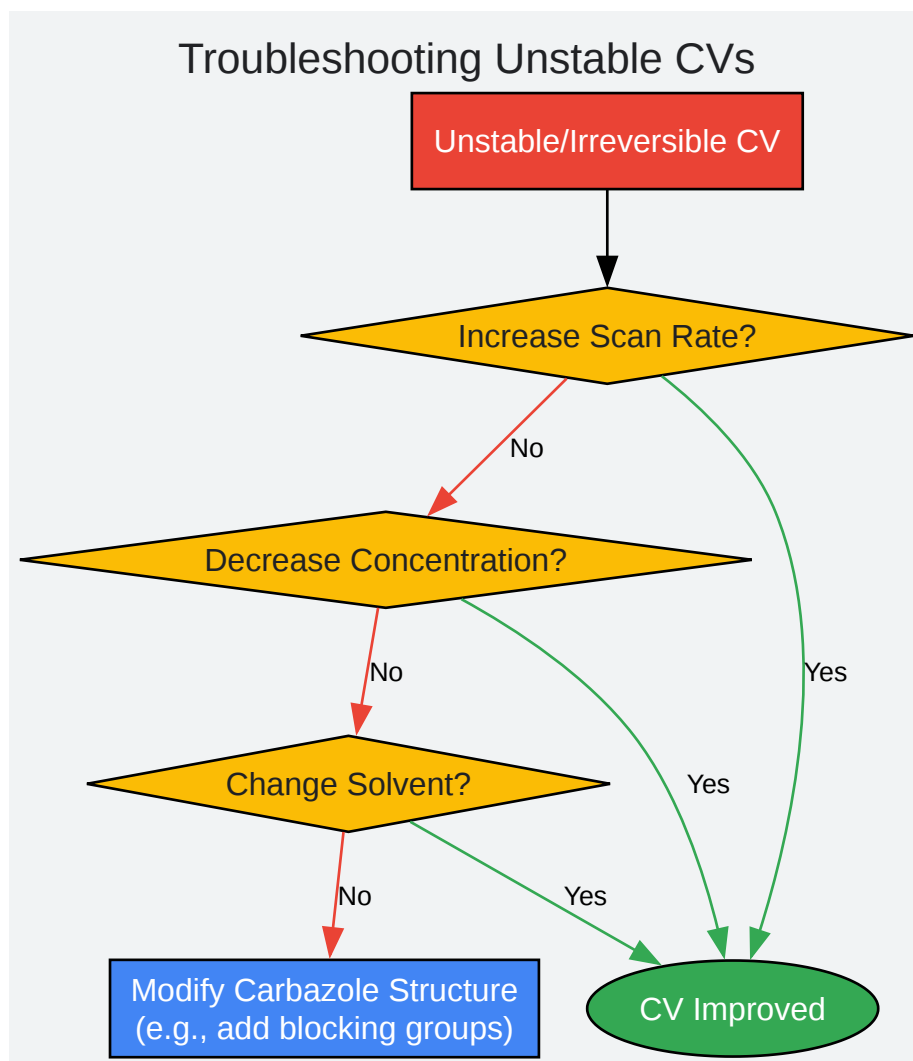 Troubleshooting Unstable CVs
Unstable/Irreversible CV
Increase Scan Rate?
No
Decrease Concentration?
No
Yes
Change Solvent?
Yes
No
Yes
Modify Carbazole Structure
(e.g., add blocking groups)
CV Improved